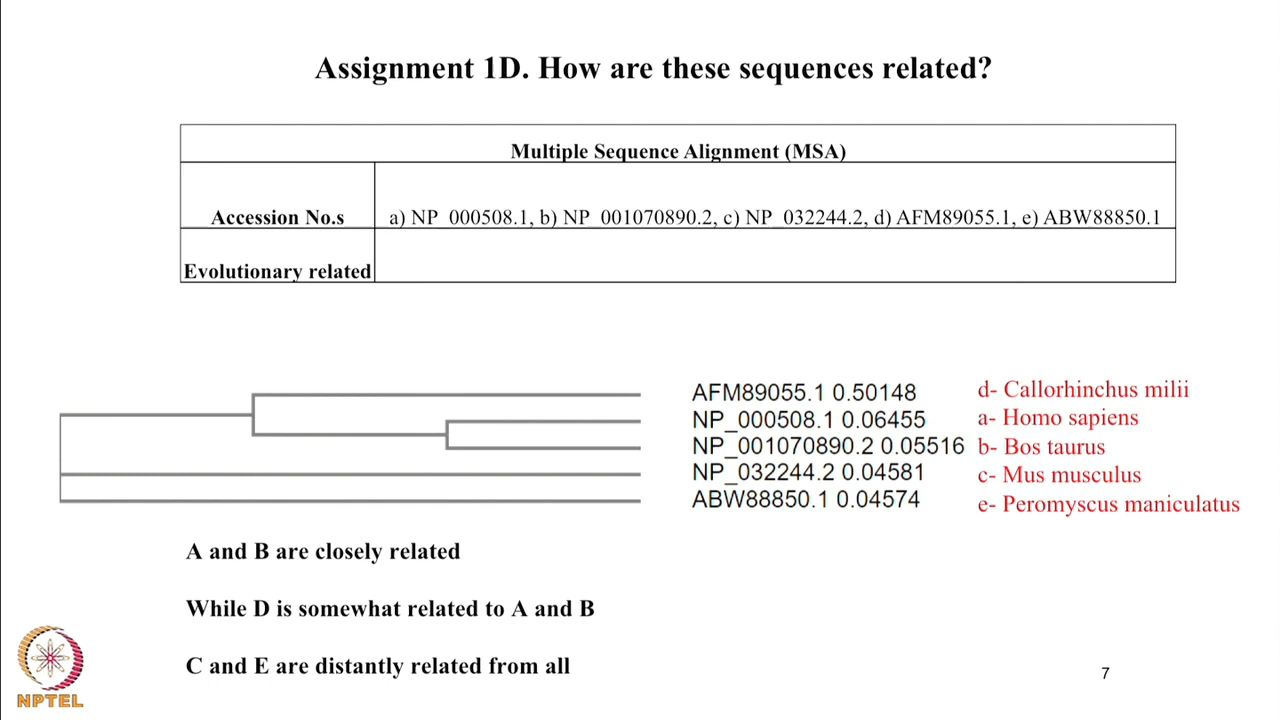 Assignment 1D. How are these sequences related?
Multiple Sequence Alignment (MSA)
Accession No.s
a) NP_000508.1, b) NP_001070890.2, c) NP_032244.2, d) AFM89055.1, e) ABW88850.1
Evolutionary related
AFM89055.1 0.50148
d- Callorhinchus milii
NP_000508.1 0.06455
a- Homo sapiens
NP_001070890.2 0.05516
b- Bos taurus
NP_032244.2 0.04581
c- Mus musculus
ABW88850.1 0.04574
e- Peromyscus maniculatus
A and B are closely related
While D is somewhat related to A and B
C and E are distantly related from all
NPTEL
7